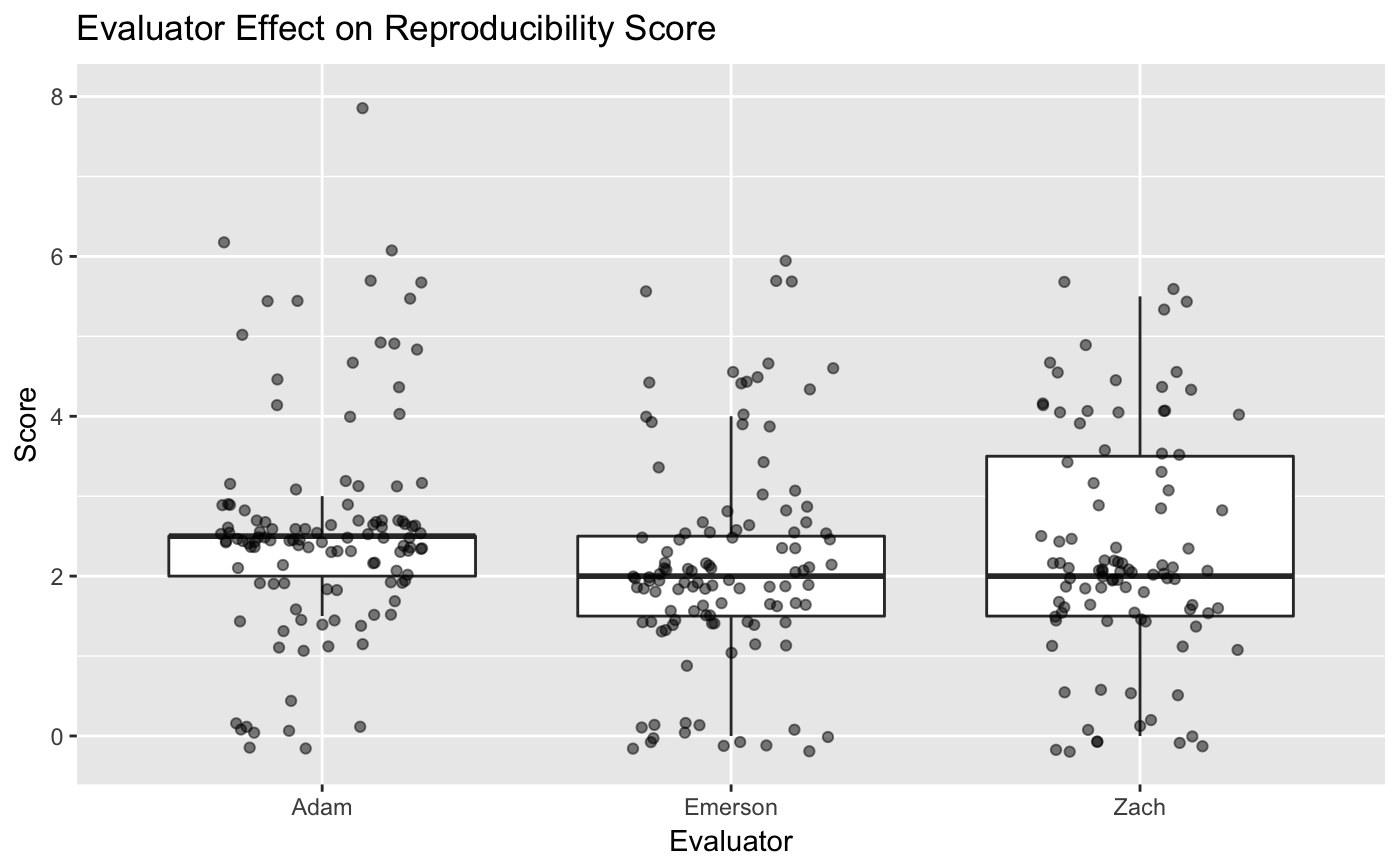 Evaluator Effect on Reproducibility Score
8
6
4
2
0
Score
Adam
Emerson
Zach
Evaluator